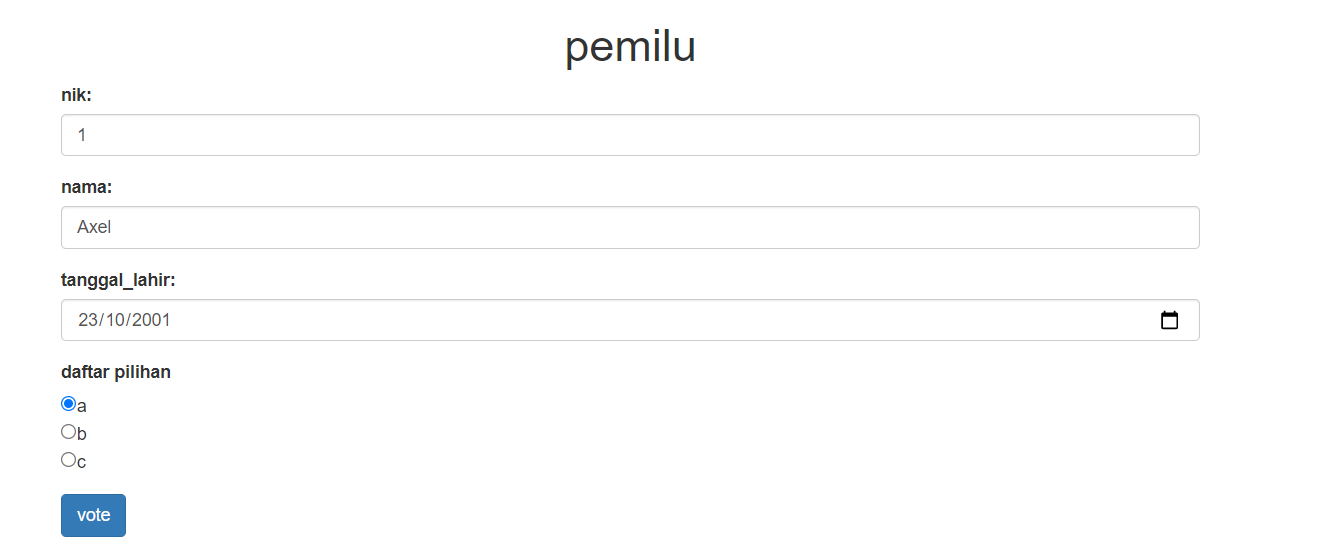 pemilu
nik:
1
nama:
Axel
tanggal_lahir:
23/10/2001
daftar pilihan
a
b
c
vote